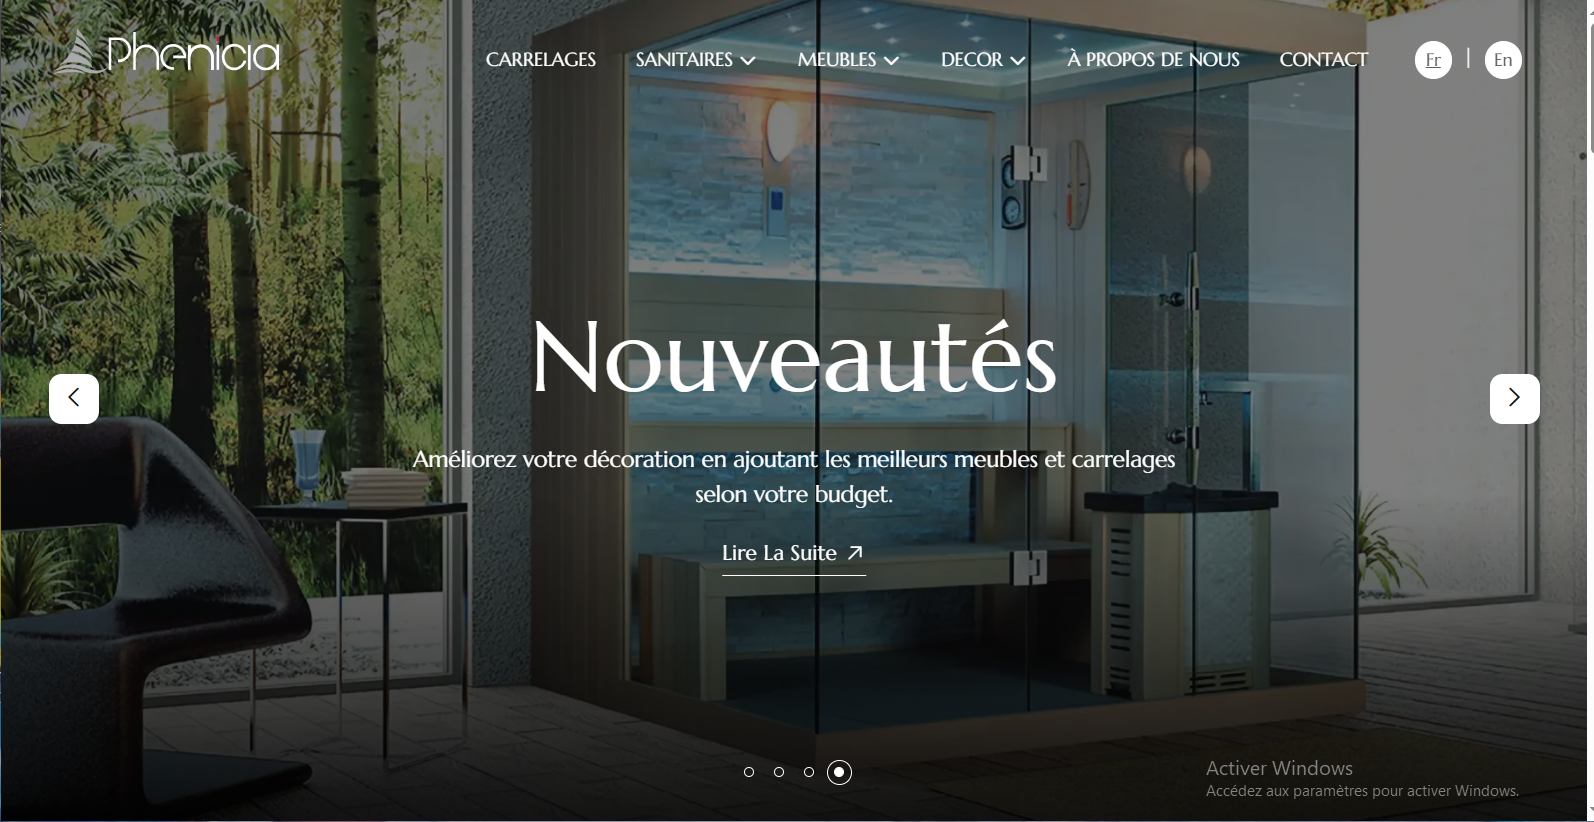 Phenicia
CARRELAGES SANITAIRES MEUBLES DECOR À PROPOS DE NOUS CONTACT Fr | En
Nouveautés
Améliorez votre décoration en ajoutant les meilleurs meubles et carrelages
selon votre budget.
Lire La Suite
Activer Windows
Accédez aux paramètres pour activer Windows.